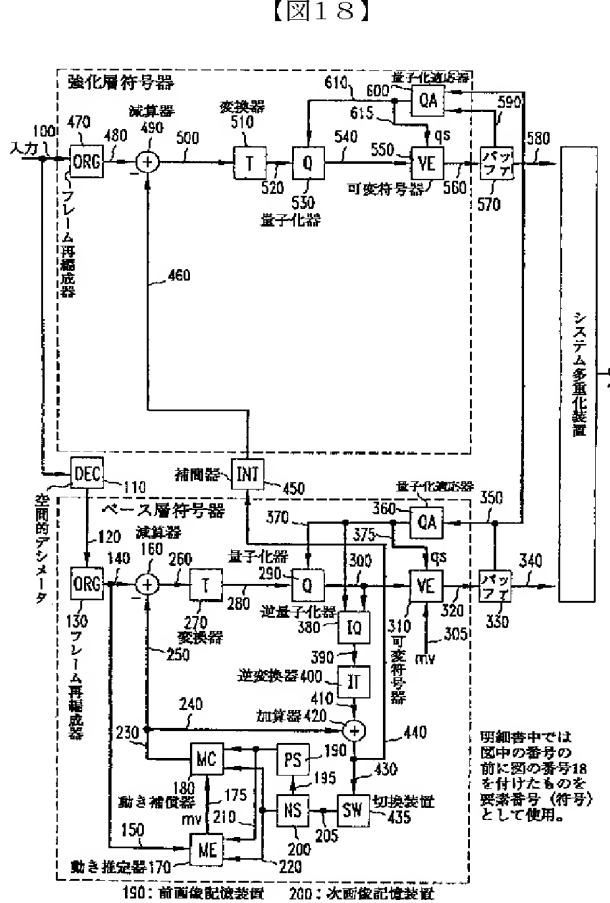 【図18】
強化層符号器
量子化適応器
600
QA
590
610
615
qs
入力
100
470
ORG
480
減算器
490
500
変換器
510
T
520
Q
530
量子化器
540
550
VE
可変符号器
560
バッファ
570
580
フレーム再編成器
460
システム多重化装置
DEC
110
空間的デシメータ
補間器
INT
450
ベース層符号器
量子化適応器
360
QA
350
370
375
qs
120
140
減算器
160
260
ORG
130
フレーム再編成器
T
270
変換器
280
量子化器
290
Q
300
310
VE
320
バッファ
330
340
305
mv
可変符号器
逆量子化器
380
IQ
390
逆変換器400
IT
410
加算器420
250
240
230
430
440
MC
180
動き補償器
175
mv
PS
190
195
NS
200
205
SW
切換装置
435
210
220
150
ME
動き推定器170
明細書中では
図中の番号の
前に図の番号18
を付けたものを
要素番号(符号)
として使用。
190:前画像記憶装置 200:次画像記憶装置